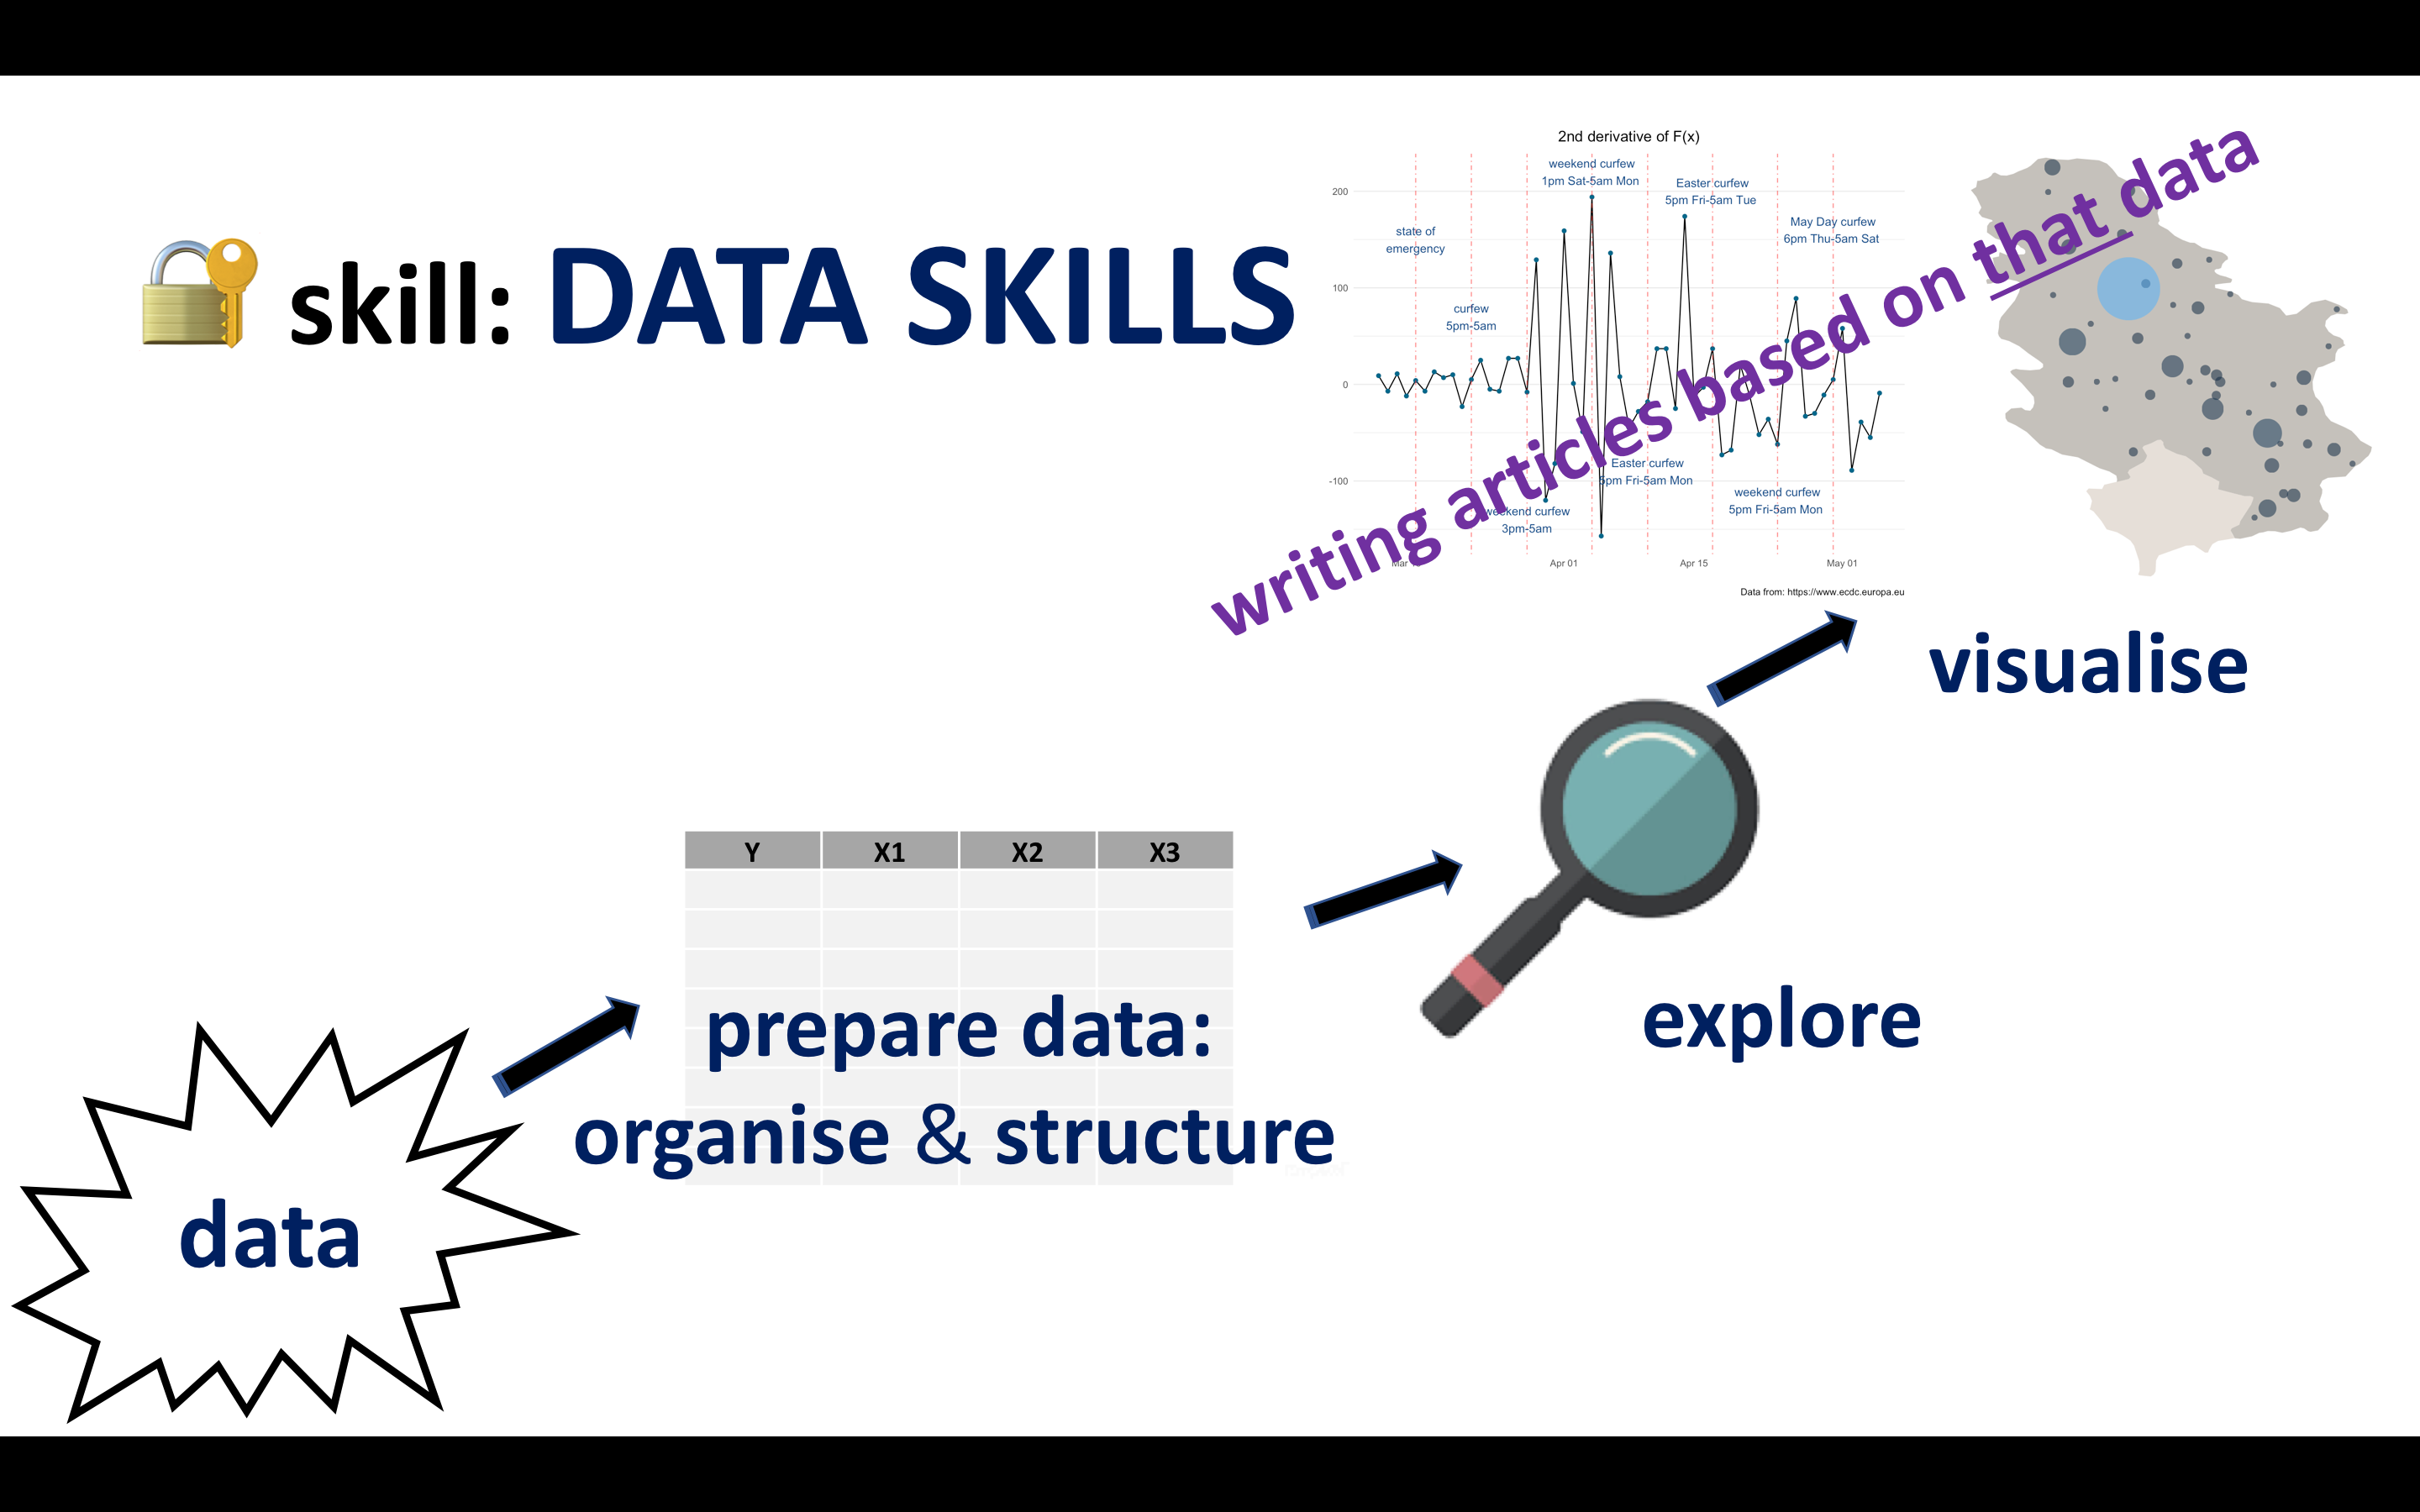 skill: DATA SKILLS
2nd derivative of F(x)
weekend curfew
1pm Sat-5am Mon
Easter curfew
5pm Fri-5am Tue
May Day curfew
6pm Thu-5am Sat
state of
emergency
curfew
5pm-5am
Easter curfew
5pm Fri-5am Mon
weekend curfew
5pm Fri-5am Mon
weekend curfew
3pm-5am
200
100
0
-100
Mar
Apr 01
Apr 15
May 01
Data from: https://www.ecdc.europa.eu
writing articles based on that data
visualise
explore
Y X1 X2 X3
prepare data:
organise & structure
data